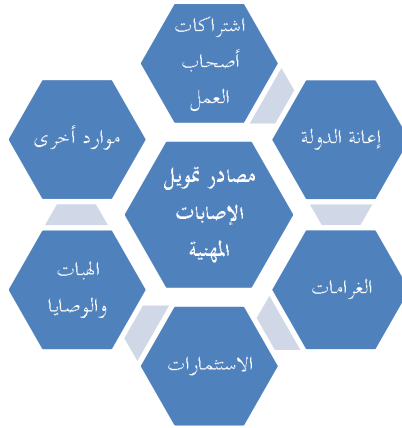 اشتراكات
أصحاب
العمل
إعانة الدولة
موارد أخرى
مصادر تمويل
الإصابات
المهنية
الغرامات
الهبات
والوصايا
الاستثمارات